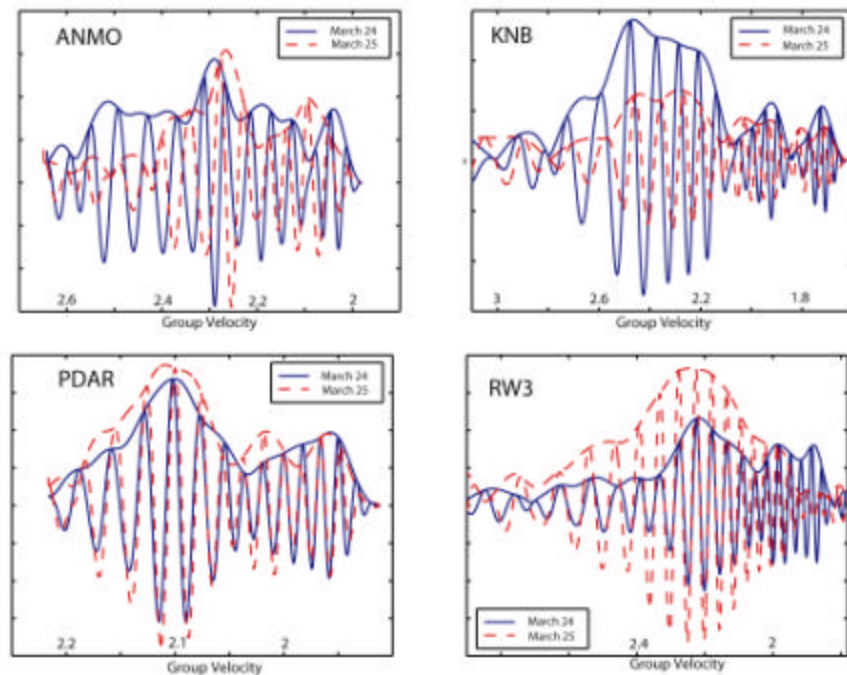 ANMO
March 24
March 25
2.6 2.4 2.2 2
Group Velocity
KNB
March 24
March 25
3 2.6 2.2 1.8
Group Velocity
PDAR
March 24
March 25
2.2 2.1 2
Group Velocity
RW3
March 24
March 25
2.4 2
Group Velocity